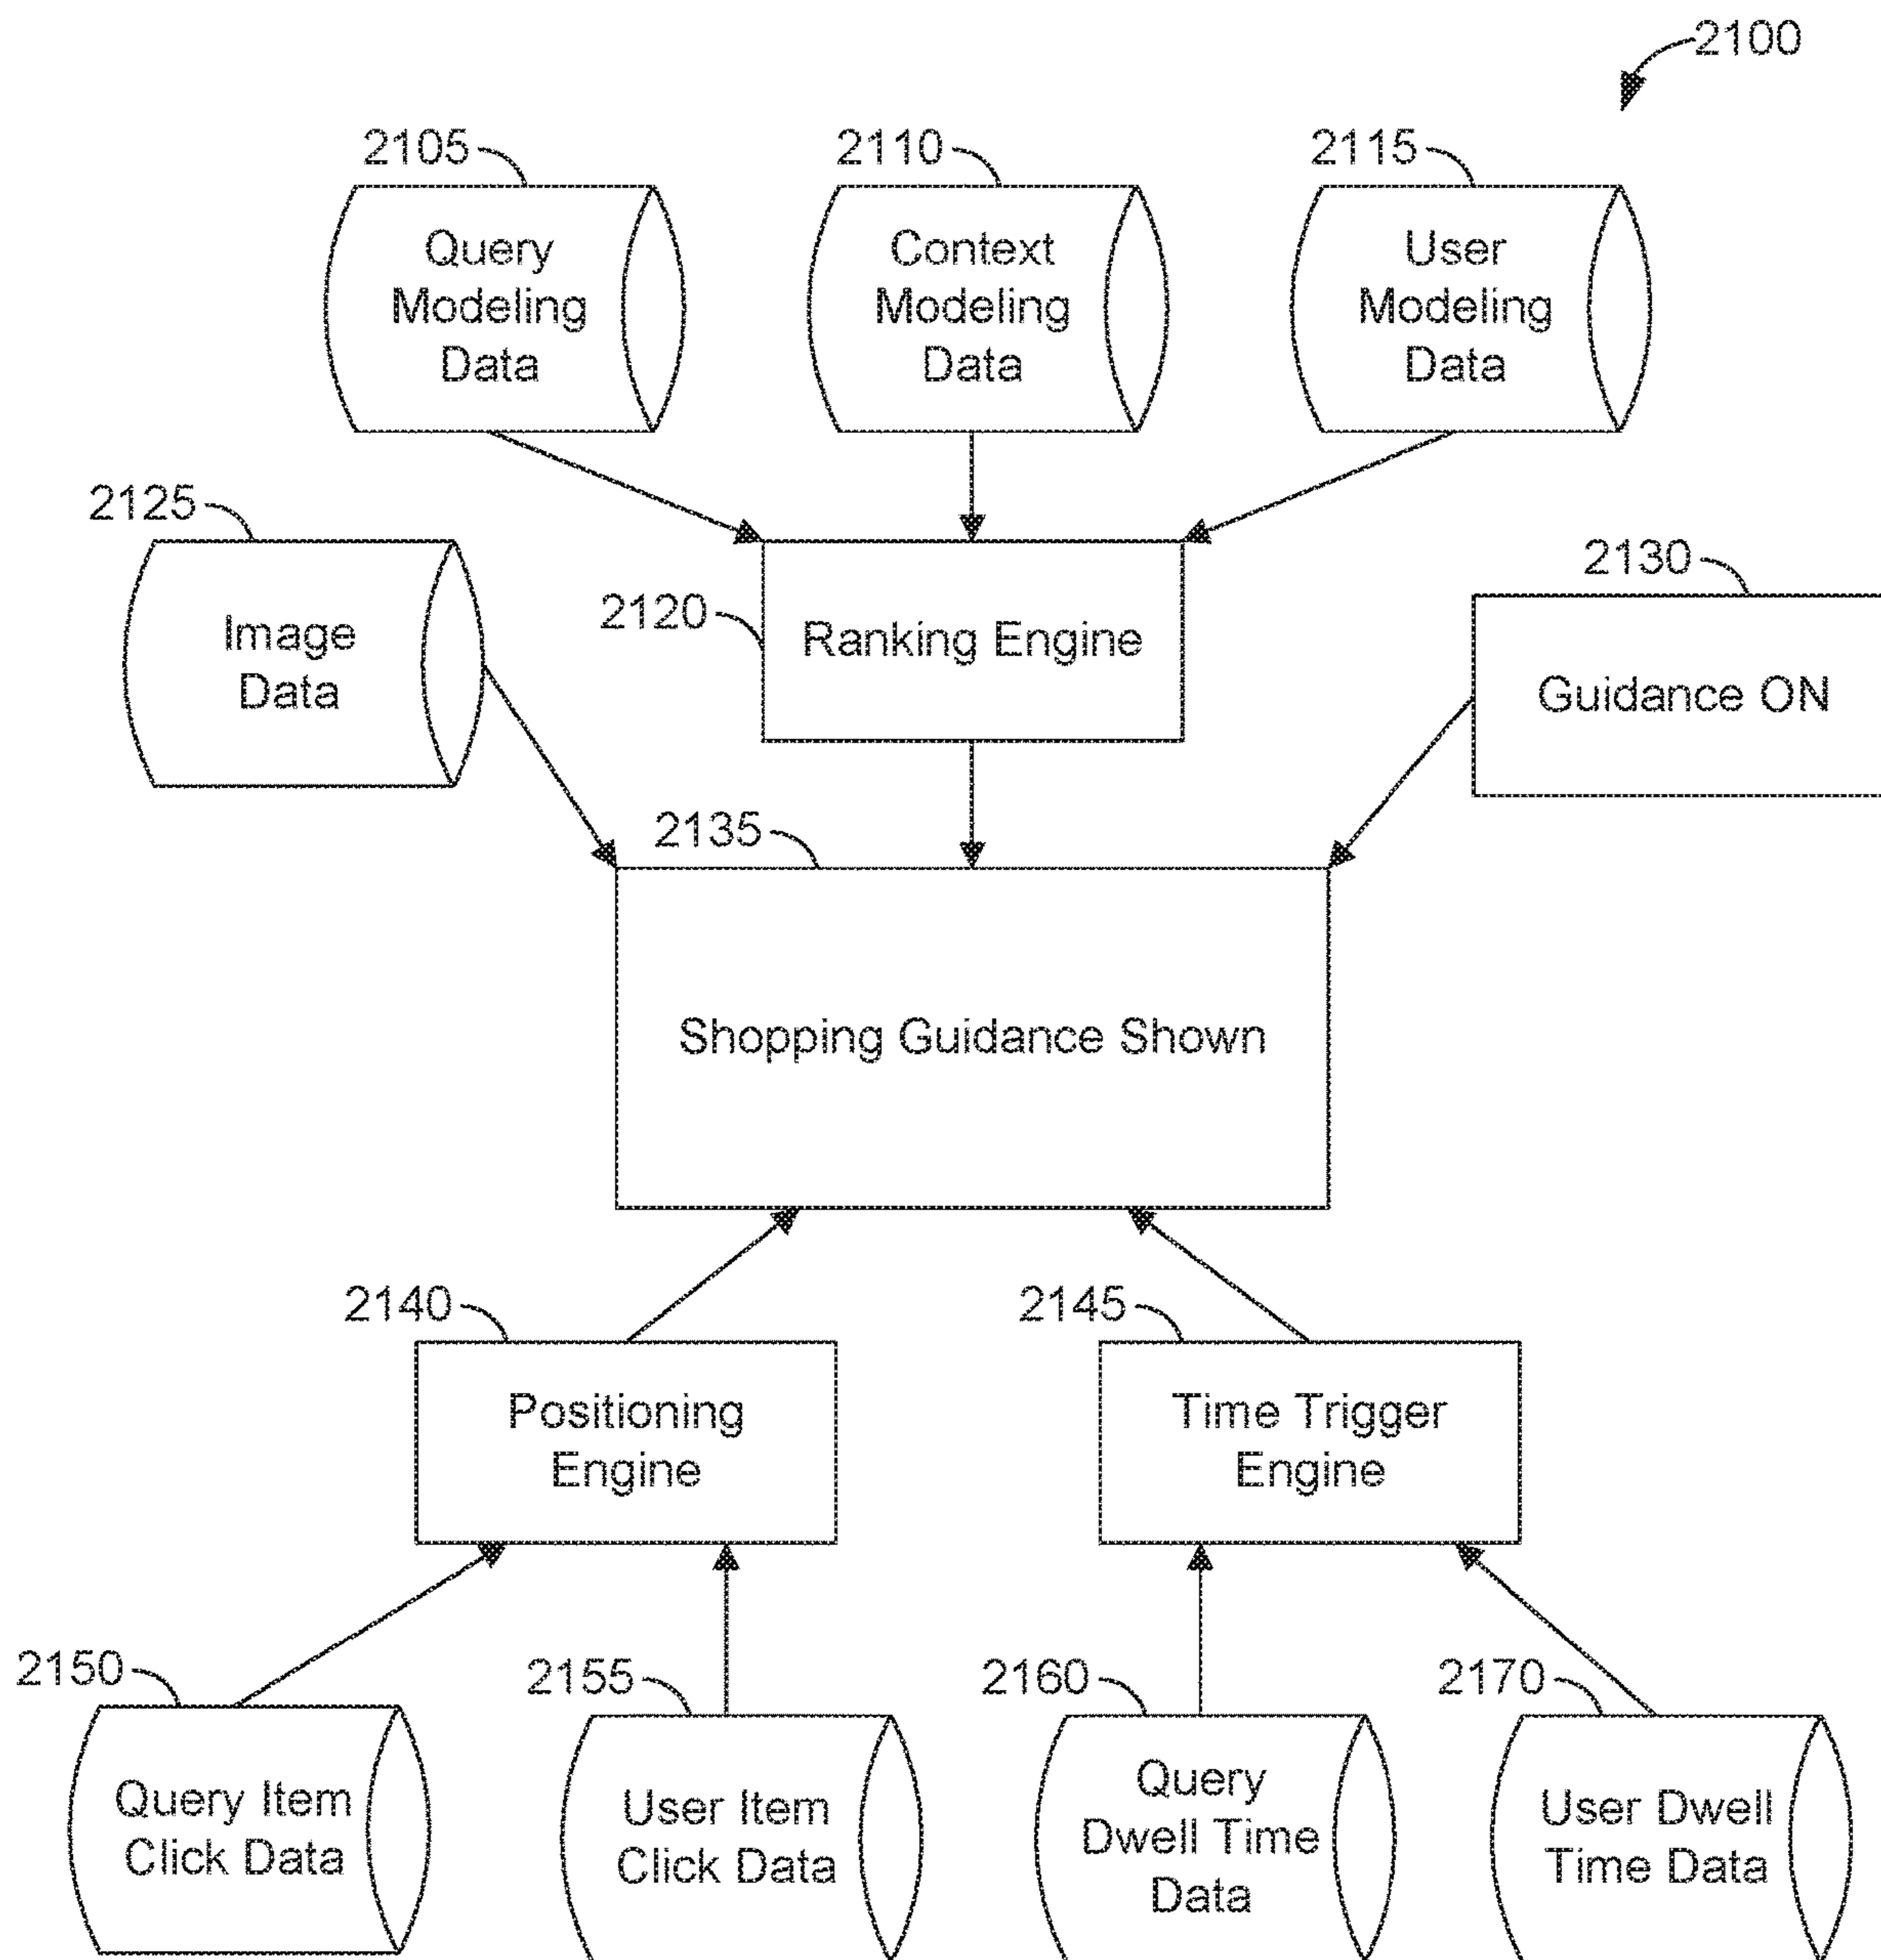 2100
2105
2110
2115
Query
Modeling
Data
Context
Modeling
Data
User
Modeling
Data
2125
2130
2120
Image
Data
Ranking Engine
Guidance ON
2135
Shopping Guidance Shown
2140
2145
Positioning
Engine
Time Trigger
Engine
2150
2155
2160
2170
Query Item
Click Data
User Item
Click Data
Query
Dwell Time
Data
User Dwell
Time Data